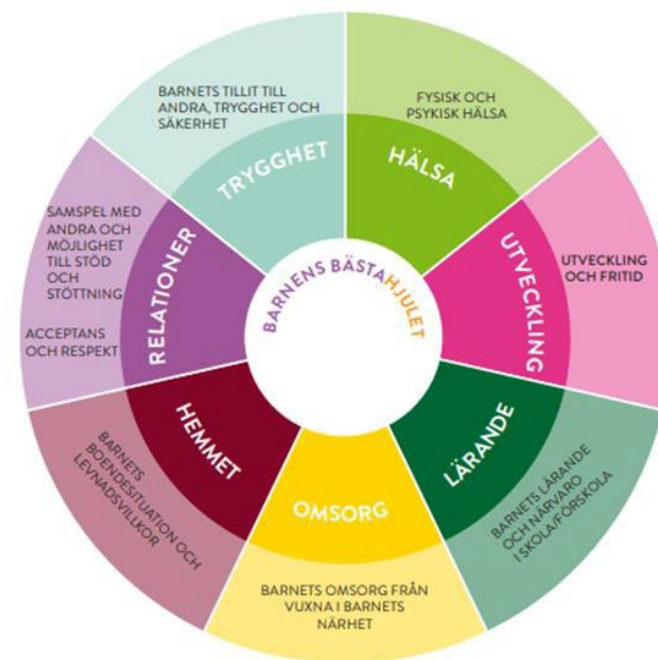 BARNENS BÄSTAHJULET
HÄLSA
FYSISK OCH
PSYKISK HÄLSA
UTVECKLING
UTVECKLING
OCH FRITID
LÄRANDE
BARNETS LÄRANDE
OCH NÄRVARO
I SKOLA/FÖRSKOLA
OMSORG
BARNETS OMSORG FRÅN
VUXNA I BARNETS
NÄRHET
HEMMET
BARNETS
BOENDESITUATION OCH
LEVNADSVILLKOR
RELATIONER
SAMSPEL MED
ANDRA OCH
MÖJLIGHET
TILL STÖD
OCH
STÖTTNING
ACCEPTANS
OCH RESPEKT
TRYGGHET
BARNETS TILLIT TILL
ANDRA, TRYGGHET OCH
SÄKERHET